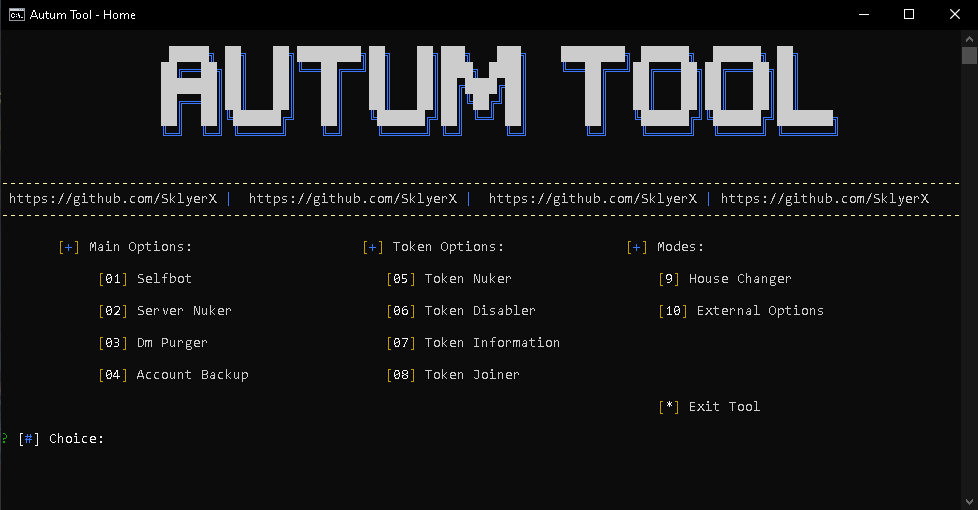 Autum Tool - Home
AUTUM TOOL
--------------------------------------------------------------------------------
https://github.com/SklyerX | https://github.com/SklyerX | https://github.com/SklyerX | https://github.com/SklyerX
--------------------------------------------------------------------------------
[+] Main Options: [+] Token Options: [+] Modes:
[01] Selfbot [05] Token Nuker [9] House Changer
[02] Server Nuker [06] Token Disabler [10] External Options
[03] Dm Purger [07] Token Information
[04] Account Backup [08] Token Joiner
[*] Exit Tool
? [#] Choice: